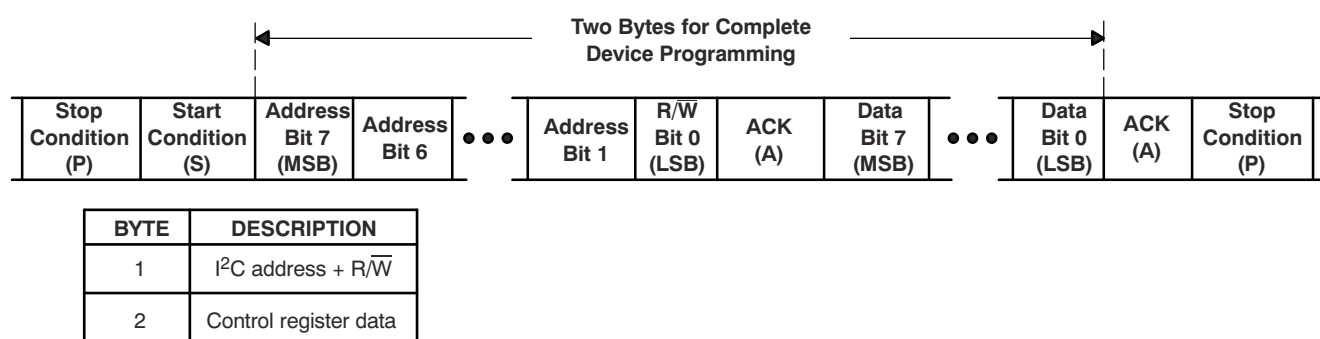 Two Bytes for Complete
Device Programming
Stop
Condition
(P)
Start
Condition
(S)
Address
Bit 7
(MSB)
Address
Bit 6
•••
Address
Bit 1
R/W̅
Bit 0
(LSB)
ACK
(A)
Data
Bit 7
(MSB)
•••
Data
Bit 0
(LSB)
ACK
(A)
Stop
Condition
(P)
BYTE DESCRIPTION
1 I²C address + R/W̅
2 Control register data